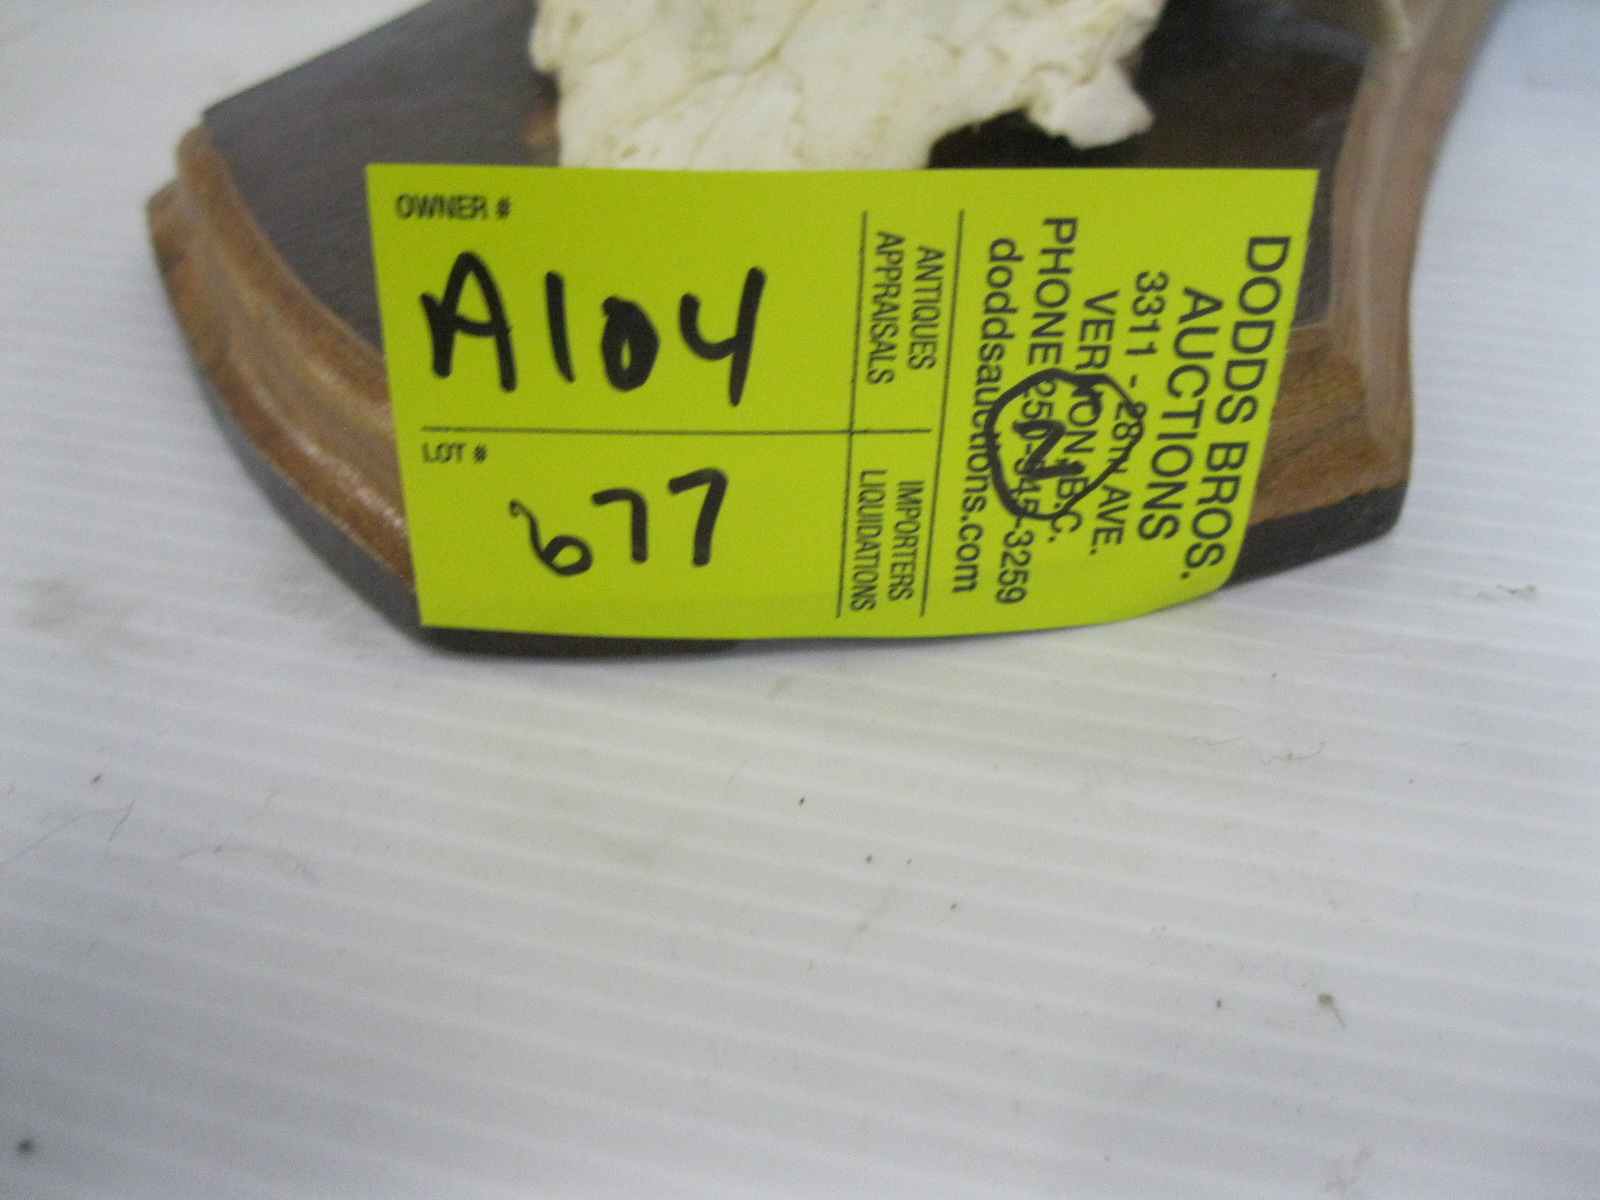 OWNER #
A104
LOT #
677
DODDS BROS.
AUCTIONS
3311 - 28TH AVE.
VERNON, B.C.
PHONE 250-545-3259
doddsauctions.com
ANTIQUES IMPORTERS
APPRAISALS LIQUIDATIONS
N